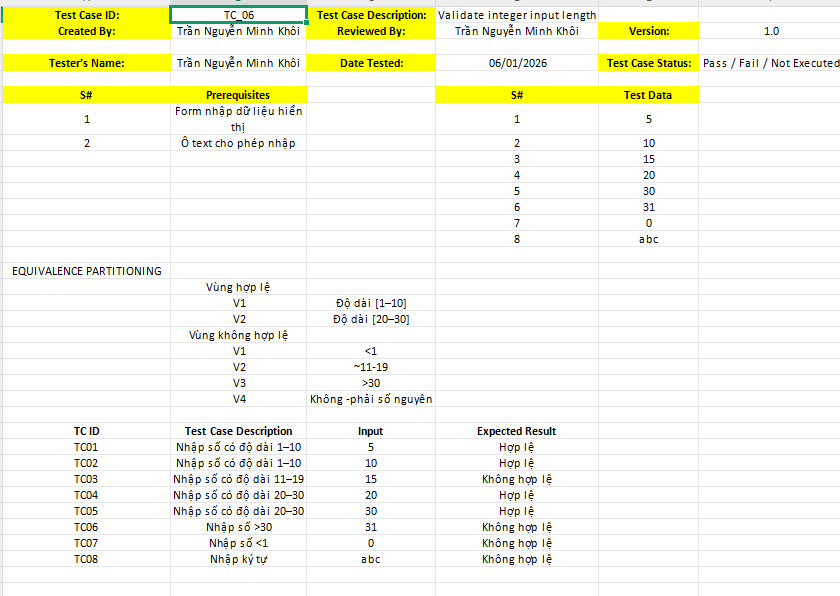 Test Case ID: TC_06 Test Case Description: Validate integer input length
Created By: Trần Nguyễn Minh Khôi Reviewed By: Trần Nguyễn Minh Khôi Version: 1.0
Tester's Name: Trần Nguyễn Minh Khôi Date Tested: 06/01/2026 Test Case Status: Pass / Fail / Not Executed
S# Prerequisites S# Test Data
1 Form nhập dữ liệu hiển thị 1 5
2 Ô text cho phép nhập 2 10
3 15
4 20
5 30
6 31
7 0
8 abc
EQUIVALENCE PARTITIONING
Vùng hợp lệ
V1 Độ dài [1–10]
V2 Độ dài [20–30]
Vùng không hợp lệ
V1 <1
V2 ~11-19
V3 >30
V4 Không -phải số nguyên
TC ID Test Case Description Input Expected Result
TC01 Nhập số có độ dài 1–10 5 Hợp lệ
TC02 Nhập số có độ dài 1–10 10 Hợp lệ
TC03 Nhập số có độ dài 11–19 15 Không hợp lệ
TC04 Nhập số có độ dài 20–30 20 Hợp lệ
TC05 Nhập số có độ dài 20–30 30 Hợp lệ
TC06 Nhập số >30 31 Không hợp lệ
TC07 Nhập số <1 0 Không hợp lệ
TC08 Nhập ký tự abc Không hợp lệ